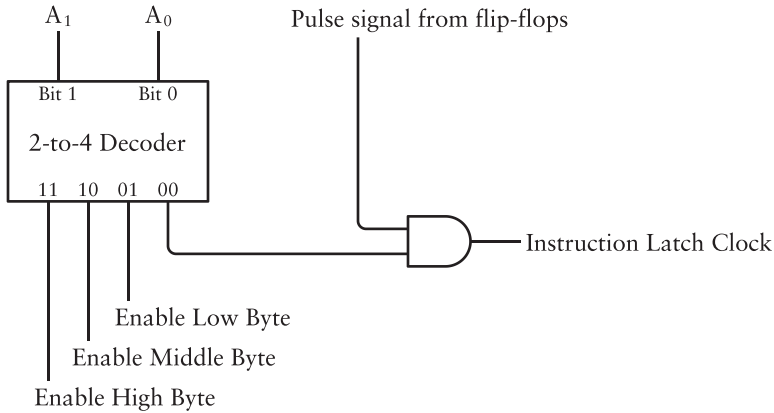 A1 A0 Pulse signal from flip-flops
Bit 1 Bit 0
2-to-4 Decoder
11 10 01 00
Instruction Latch Clock
Enable Low Byte
Enable Middle Byte
Enable High Byte